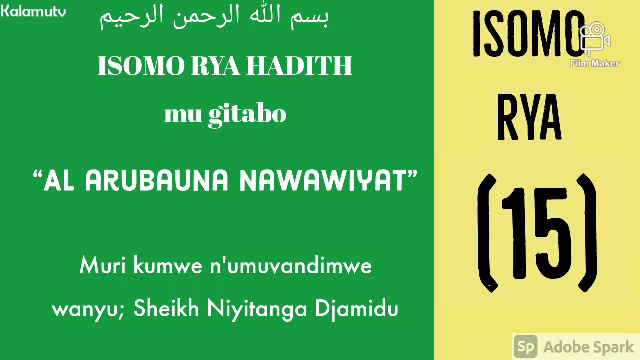 Kalamutv
بسم الله الرحمن الرحيم
ISOMO RYA HADITH
mu gitabo
“AL ARUBAUNA NAWAWIYAT”
Muri kumwe n'umuvandimwe
wanyu; Sheikh Niyitanga Djamidu
ISOMO
RYA
(15)
Film Maker
Sp Adobe Spark